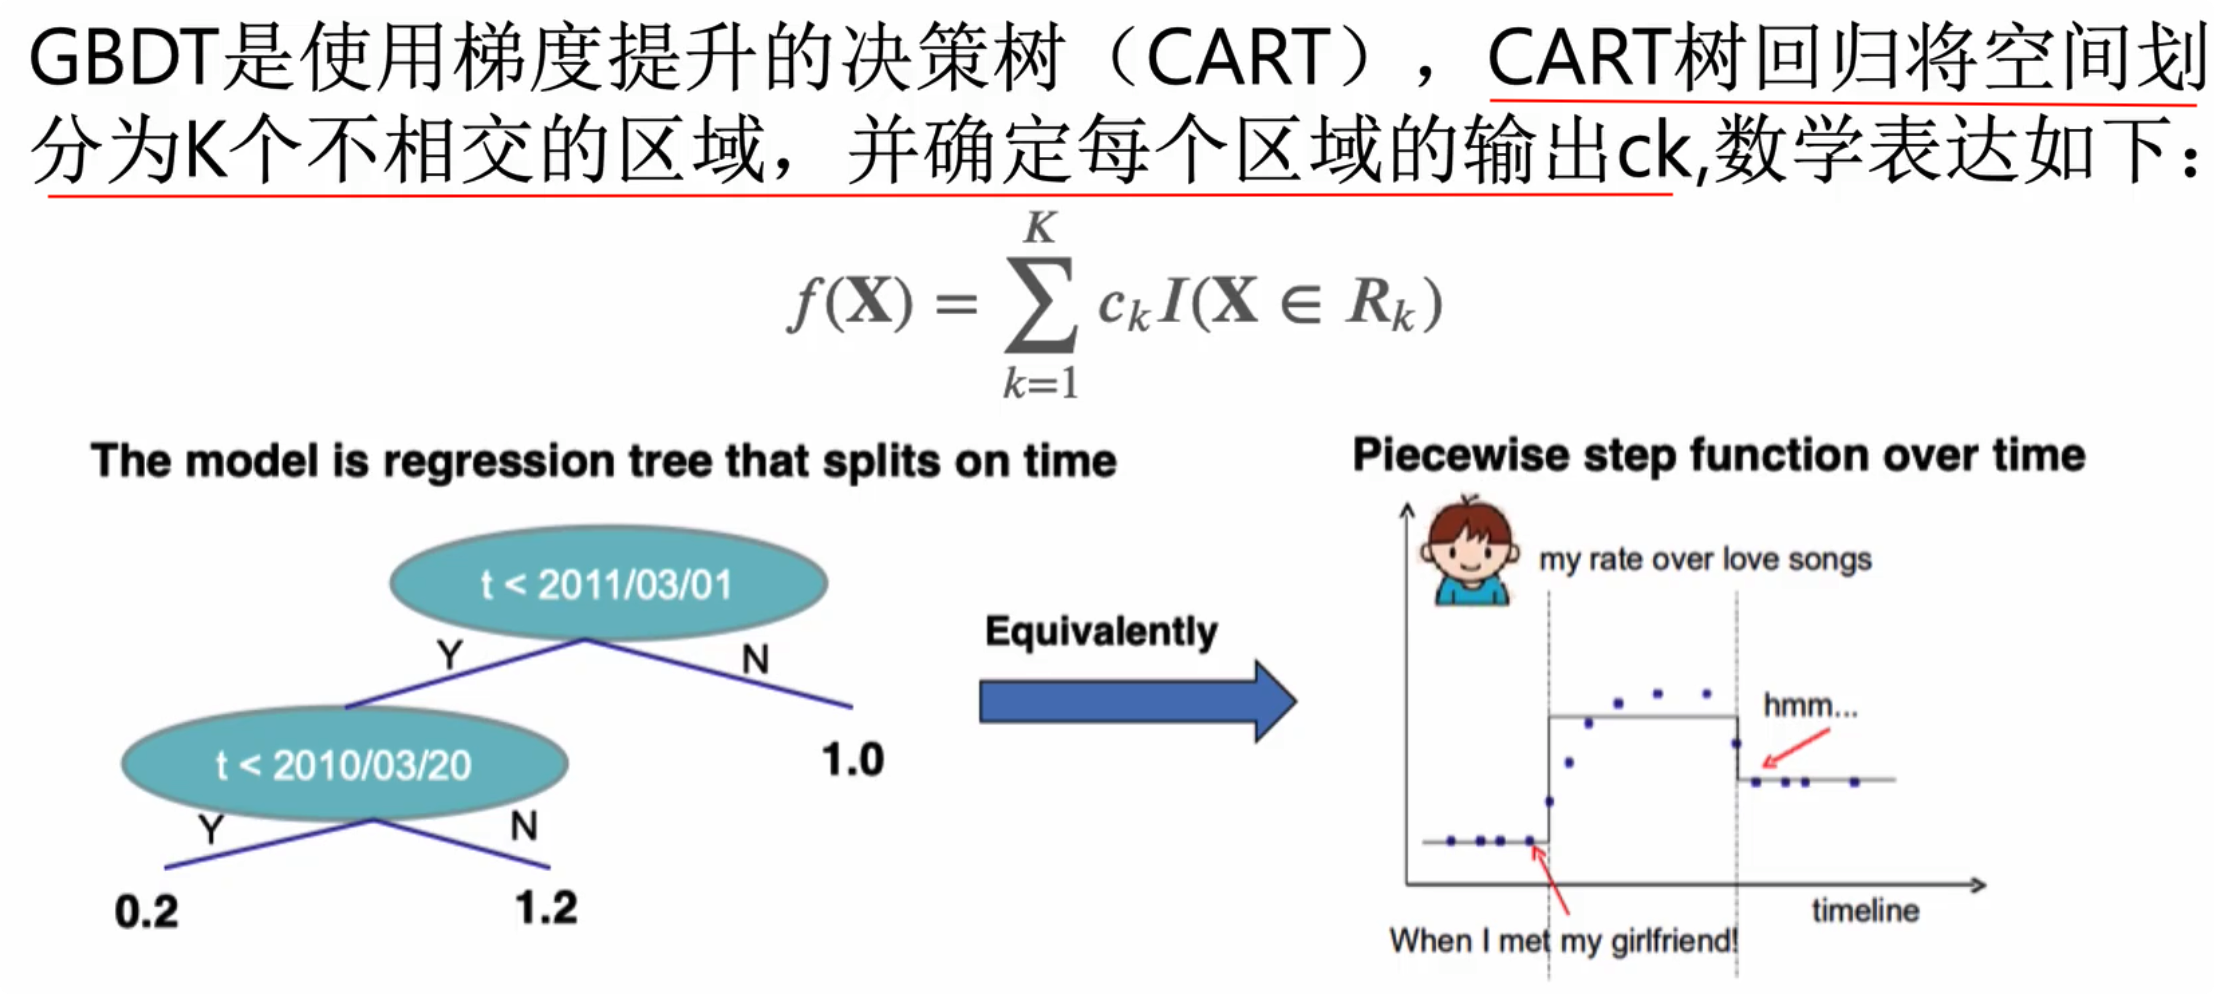 GBDT是使用梯度提升的决策树（CART），CART树回归将空间划
分为K个不相交的区域，并确定每个区域的输出ck,数学表达如下：
f(X) = \sum_{k=1}^{K} c_k I(X ∈ R_k)
The model is regression tree that splits on time
Piecewise step function over time
t < 2011/03/01
Y
N
t < 2010/03/20
1.0
Y
N
0.2
1.2
Equivalently
my rate over love songs
hmm...
timeline
When I met my girlfriend!